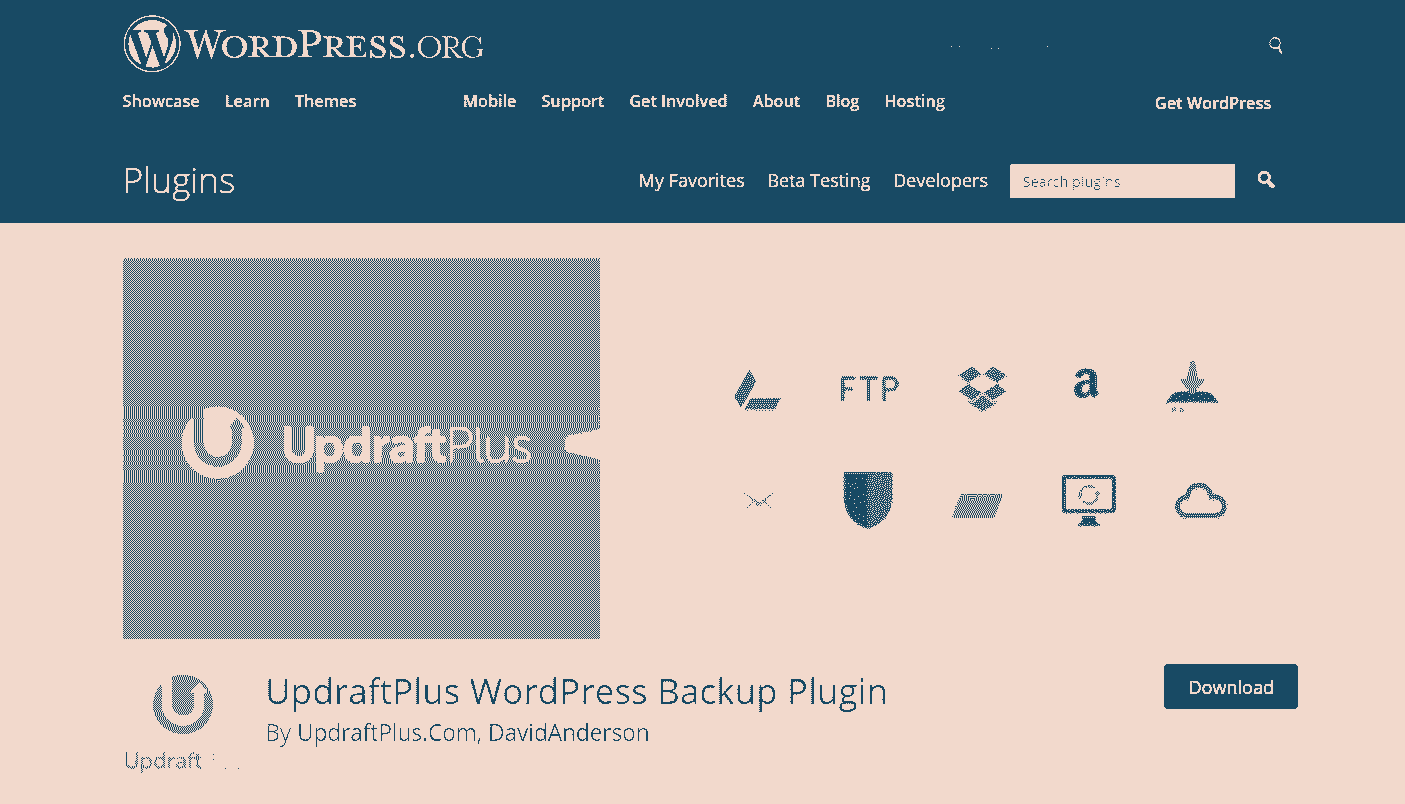 WORDPRESS.ORG
Showcase Learn Themes Mobile Support Get Involved About Blog Hosting Get WordPress
Plugins My Favorites Beta Testing Developers Search plugins
FTP a
UpdraftPlus
UpdraftPlus WordPress Backup Plugin Download
By UpdraftPlus.Com, DavidAnderson
Updraft